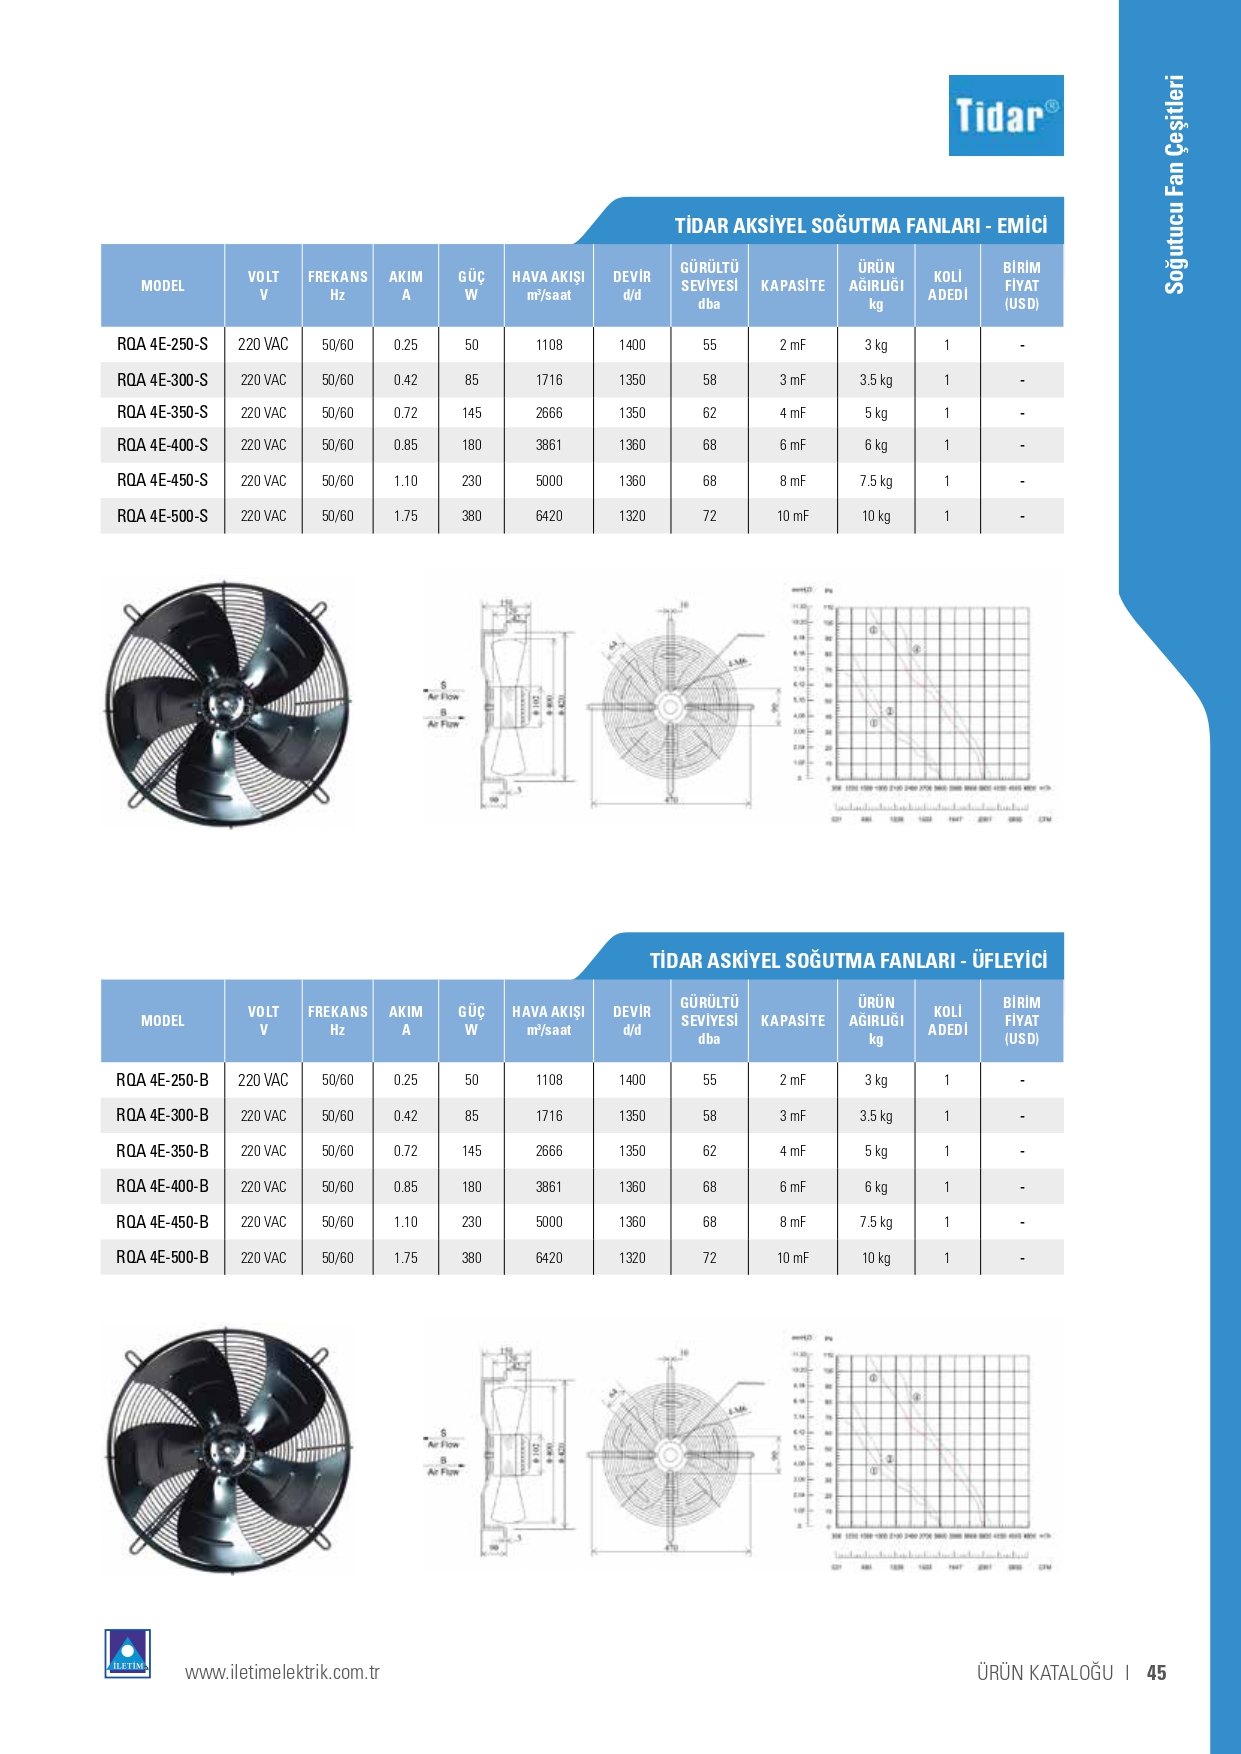 Tidar®
Soğutucu Fan Çeşitleri
TİDAR AKSİYEL SOĞUTMA FANLARI - EMİCİ
MODEL VOLT V FREKANS Hz AKIM A GÜÇ W HAVA AKIŞI m³/saat DEVİR d/d GÜRÜLTÜ SEVİYESİ dba KAPASİTE ÜRÜN AĞIRLIĞI kg KOLİ ADEDİ BİRİM FİYAT (USD)
RQA 4E-250-S 220 VAC 50/60 0.25 50 1108 1400 55 2 mF 3 kg 1 -
RQA 4E-300-S 220 VAC 50/60 0.42 85 1716 1350 58 3 mF 3.5 kg 1 -
RQA 4E-350-S 220 VAC 50/60 0.72 145 2666 1350 62 4 mF 5 kg 1 -
RQA 4E-400-S 220 VAC 50/60 0.85 180 3861 1360 68 6 mF 6 kg 1 -
RQA 4E-450-S 220 VAC 50/60 1.10 230 5000 1360 68 8 mF 7.5 kg 1 -
RQA 4E-500-S 220 VAC 50/60 1.75 380 6420 1320 72 10 mF 10 kg 1 -
S
Air Flow
B
Air Flow
470
TİDAR ASKİYEL SOĞUTMA FANLARI - ÜFLEYİCİ
MODEL VOLT V FREKANS Hz AKIM A GÜÇ W HAVA AKIŞI m³/saat DEVİR d/d GÜRÜLTÜ SEVİYESİ dba KAPASİTE ÜRÜN AĞIRLIĞI kg KOLİ ADEDİ BİRİM FİYAT (USD)
RQA 4E-250-B 220 VAC 50/60 0.25 50 1108 1400 55 2 mF 3 kg 1 -
RQA 4E-300-B 220 VAC 50/60 0.42 85 1716 1350 58 3 mF 3.5 kg 1 -
RQA 4E-350-B 220 VAC 50/60 0.72 145 2666 1350 62 4 mF 5 kg 1 -
RQA 4E-400-B 220 VAC 50/60 0.85 180 3861 1360 68 6 mF 6 kg 1 -
RQA 4E-450-B 220 VAC 50/60 1.10 230 5000 1360 68 8 mF 7.5 kg 1 -
RQA 4E-500-B 220 VAC 50/60 1.75 380 6420 1320 72 10 mF 10 kg 1 -
S
Air Flow
B
Air Flow
470
İLETİM
www.iletimelektrik.com.tr
ÜRÜN KATALOĞU | 45